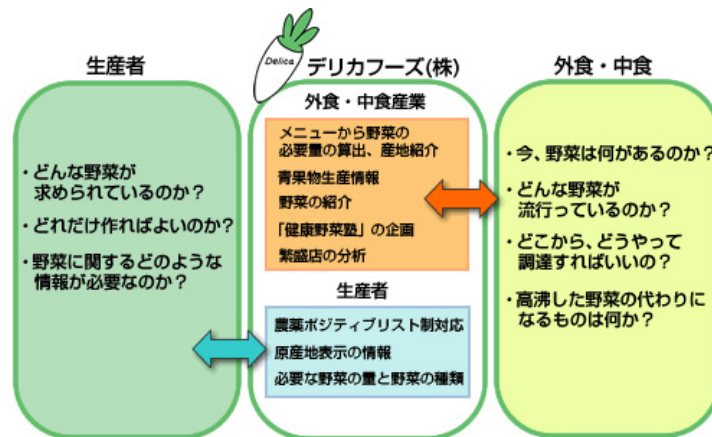 生産者
・どんな野菜が
求められているのか？
・どれだけ作ればよいのか？
・野菜に関するどのような
情報が必要なのか？
Delica
デリカフーズ(株)
外食・中食産業
メニューから野菜の
必要量の算出、産地紹介
青果物生産情報
野菜の紹介
「健康野菜塾」の企画
繁盛店の分析
生産者
農薬ポジティブリスト制対応
原産地表示の情報
必要な野菜の量と野菜の種類
外食・中食
・今、野菜は何があるのか？
・どんな野菜が
流行っているのか？
・どこから、どうやって
調達すればいいの？
・高沸した野菜の代わりに
なるものは何か？